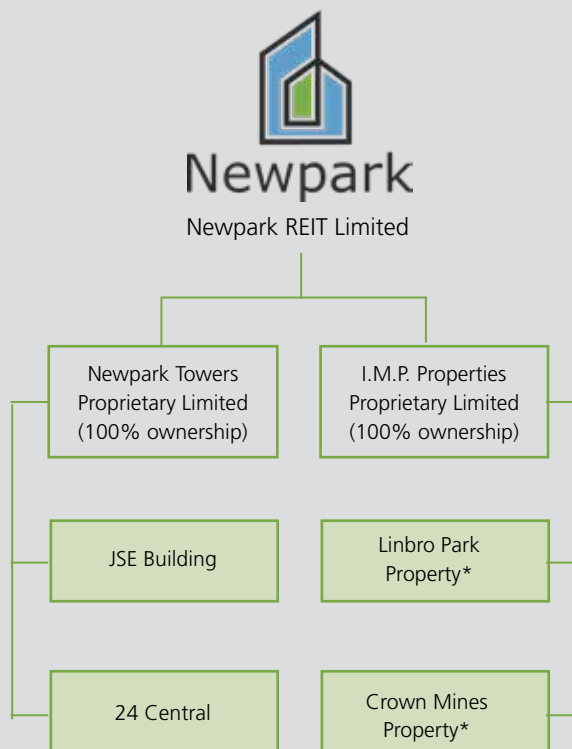 Newpark
Newpark REIT Limited
Newpark Towers
Proprietary Limited
(100% ownership)
I.M.P. Properties
Proprietary Limited
(100% ownership)
JSE Building
Linbro Park
Property*
24 Central
Crown Mines
Property*